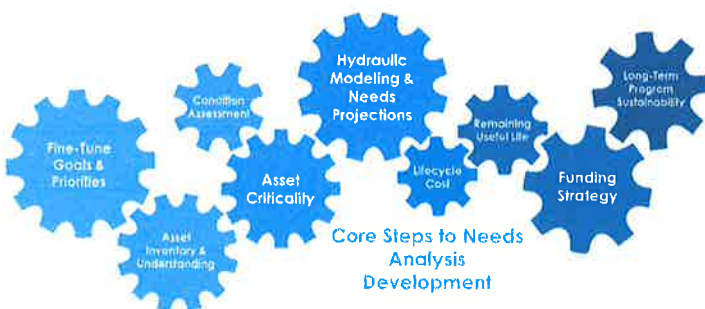 Fine-Tune
Goals &
Priorities
Asset
Inventory &
Understanding
Condition
Assessment
Asset
Criticality
Hydraulic
Modeling &
Needs
Projections
Lifecycle
Cost
Remaining
Useful Life
Funding
Strategy
Long-Term
Program
Sustainability
Core Steps to Needs
Analysis
Development